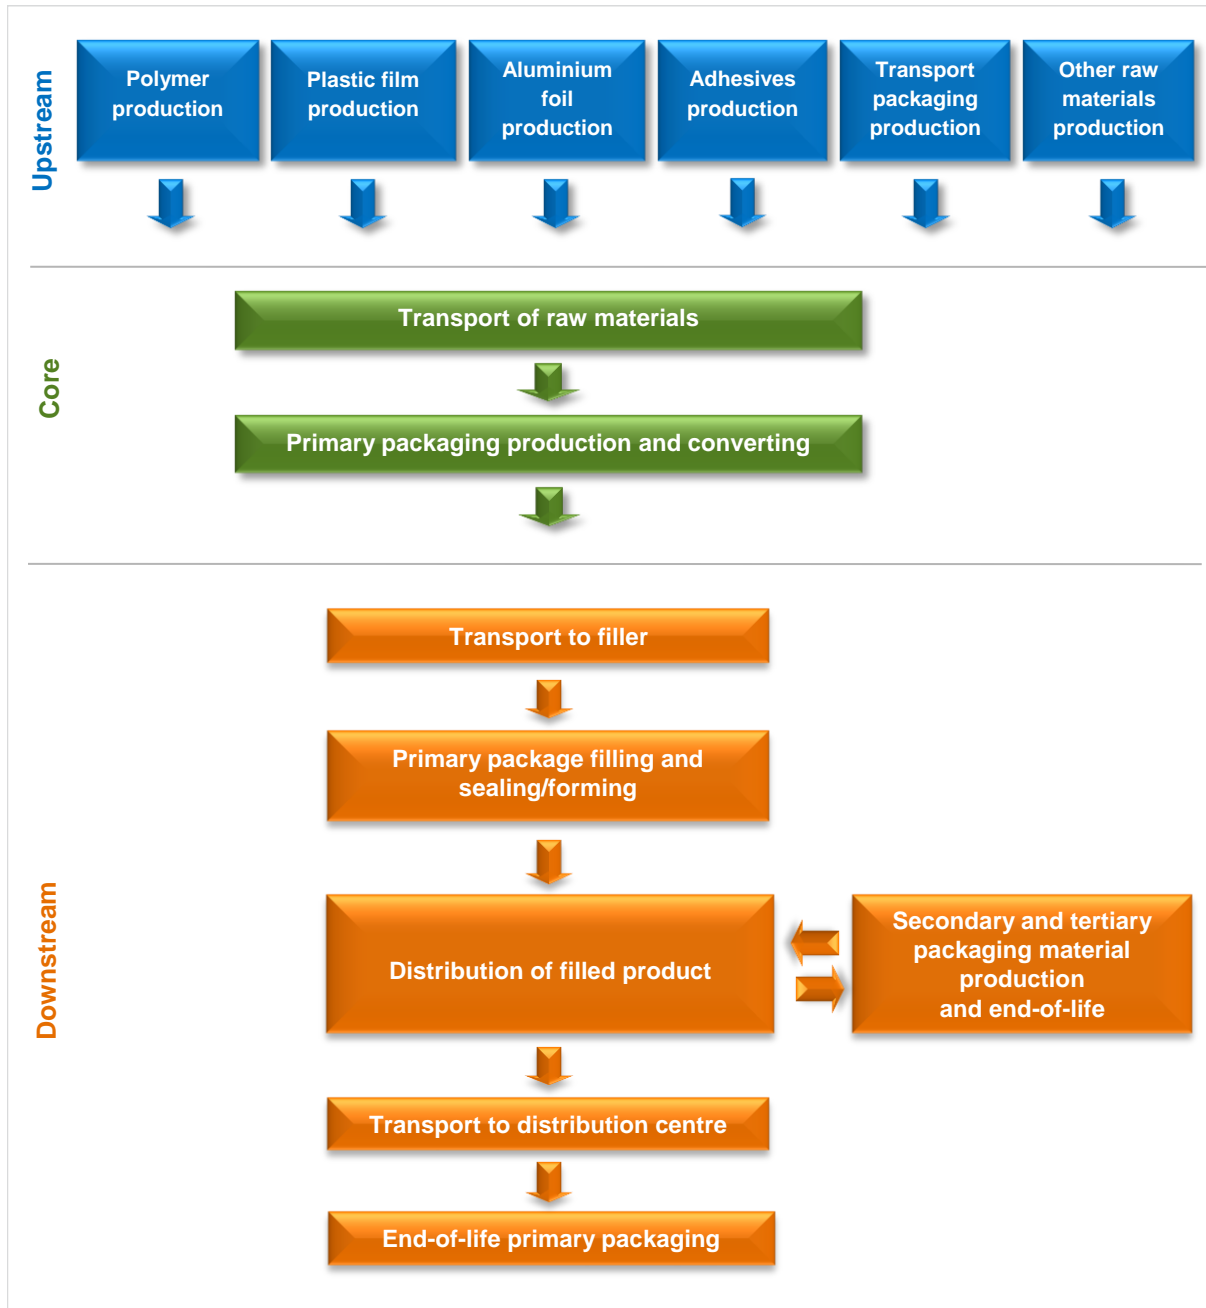 Upstream
Polymer
production
Plastic film
production
Aluminium
foil
production
Adhesives
production
Transport
packaging
production
Other raw
materials
production
Core
Transport of raw materials
Primary packaging production and converting
Downstream
Transport to filler
Primary package filling and
sealing/forming
Distribution of filled product
Secondary and tertiary
packaging material
production
and end-of-life
Transport to distribution centre
End-of-life primary packaging